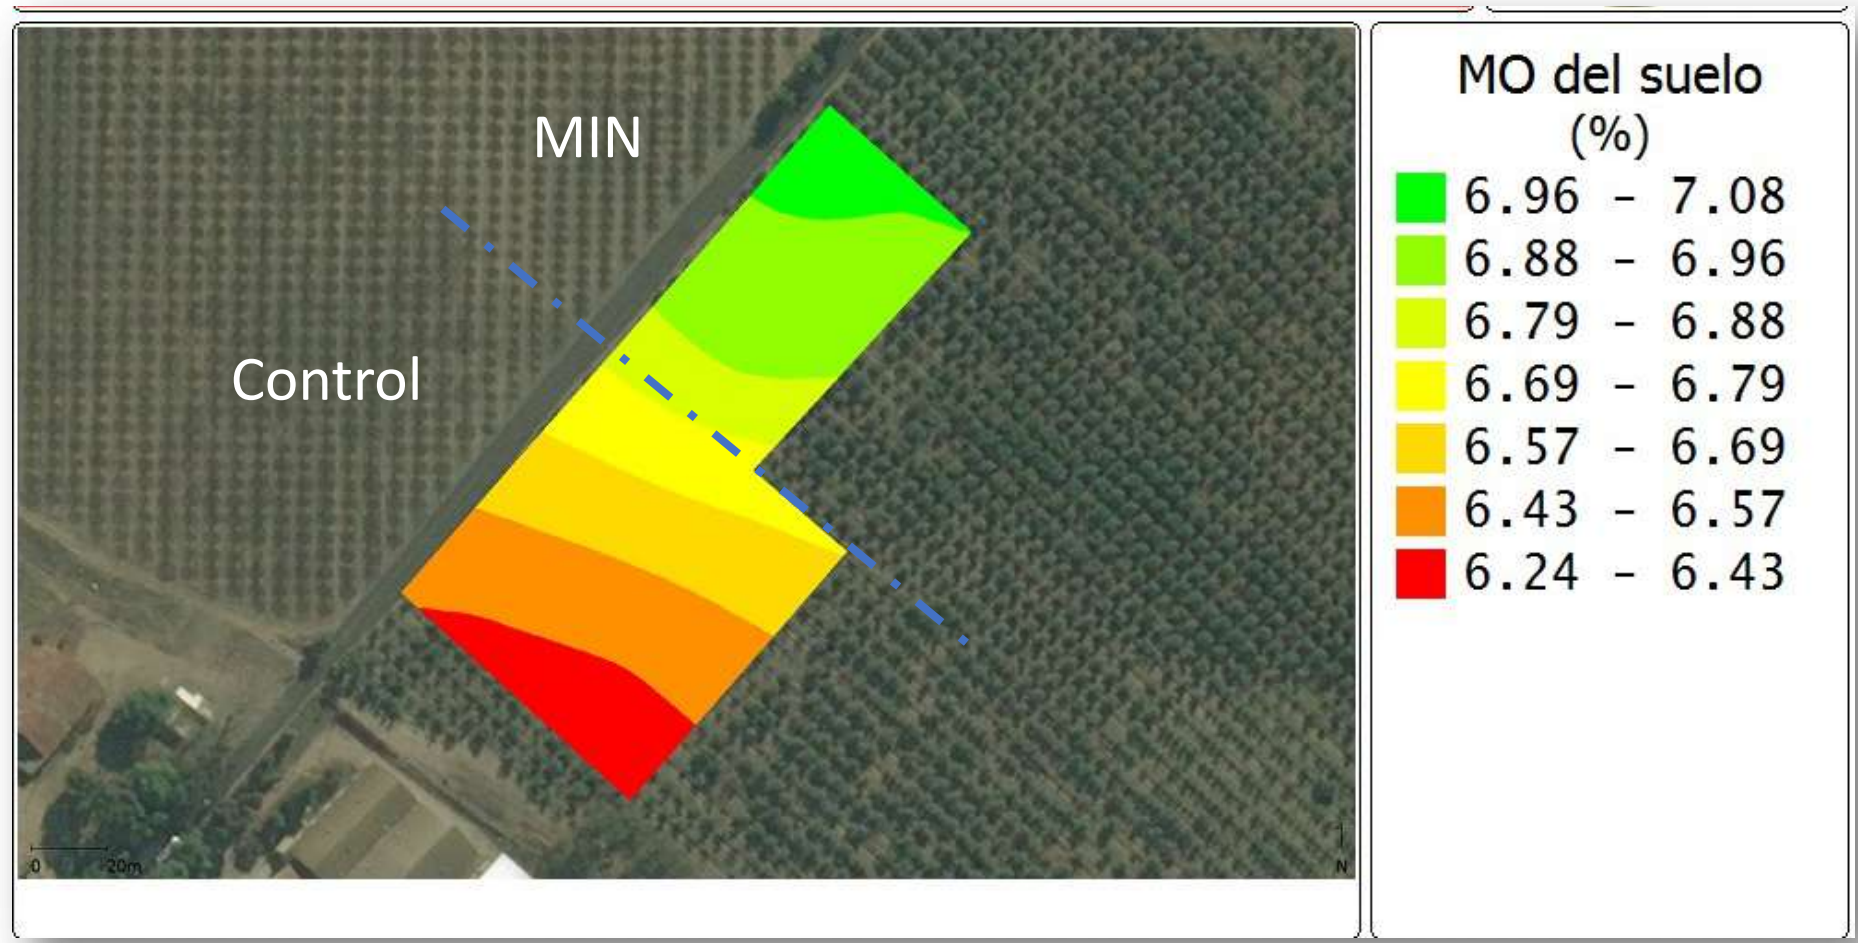 MIN
Control
0 20m
N
MO del suelo
(%)
6.96 - 7.08
6.88 - 6.96
6.79 - 6.88
6.69 - 6.79
6.57 - 6.69
6.43 - 6.57
6.24 - 6.43